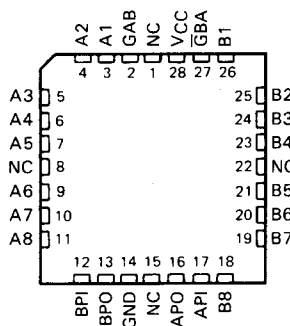 A2 A1 GAB NC VCC G̅BA B1
4 3 2 1 28 27 26
A3 5 25 B2
A4 6 24 B3
A5 7 23 B4
NC 8 22 NC
A6 9 21 B5
A7 10 20 B6
A8 11 19 B7
12 13 14 15 16 17 18
BPI BPO GND NC APO API B8